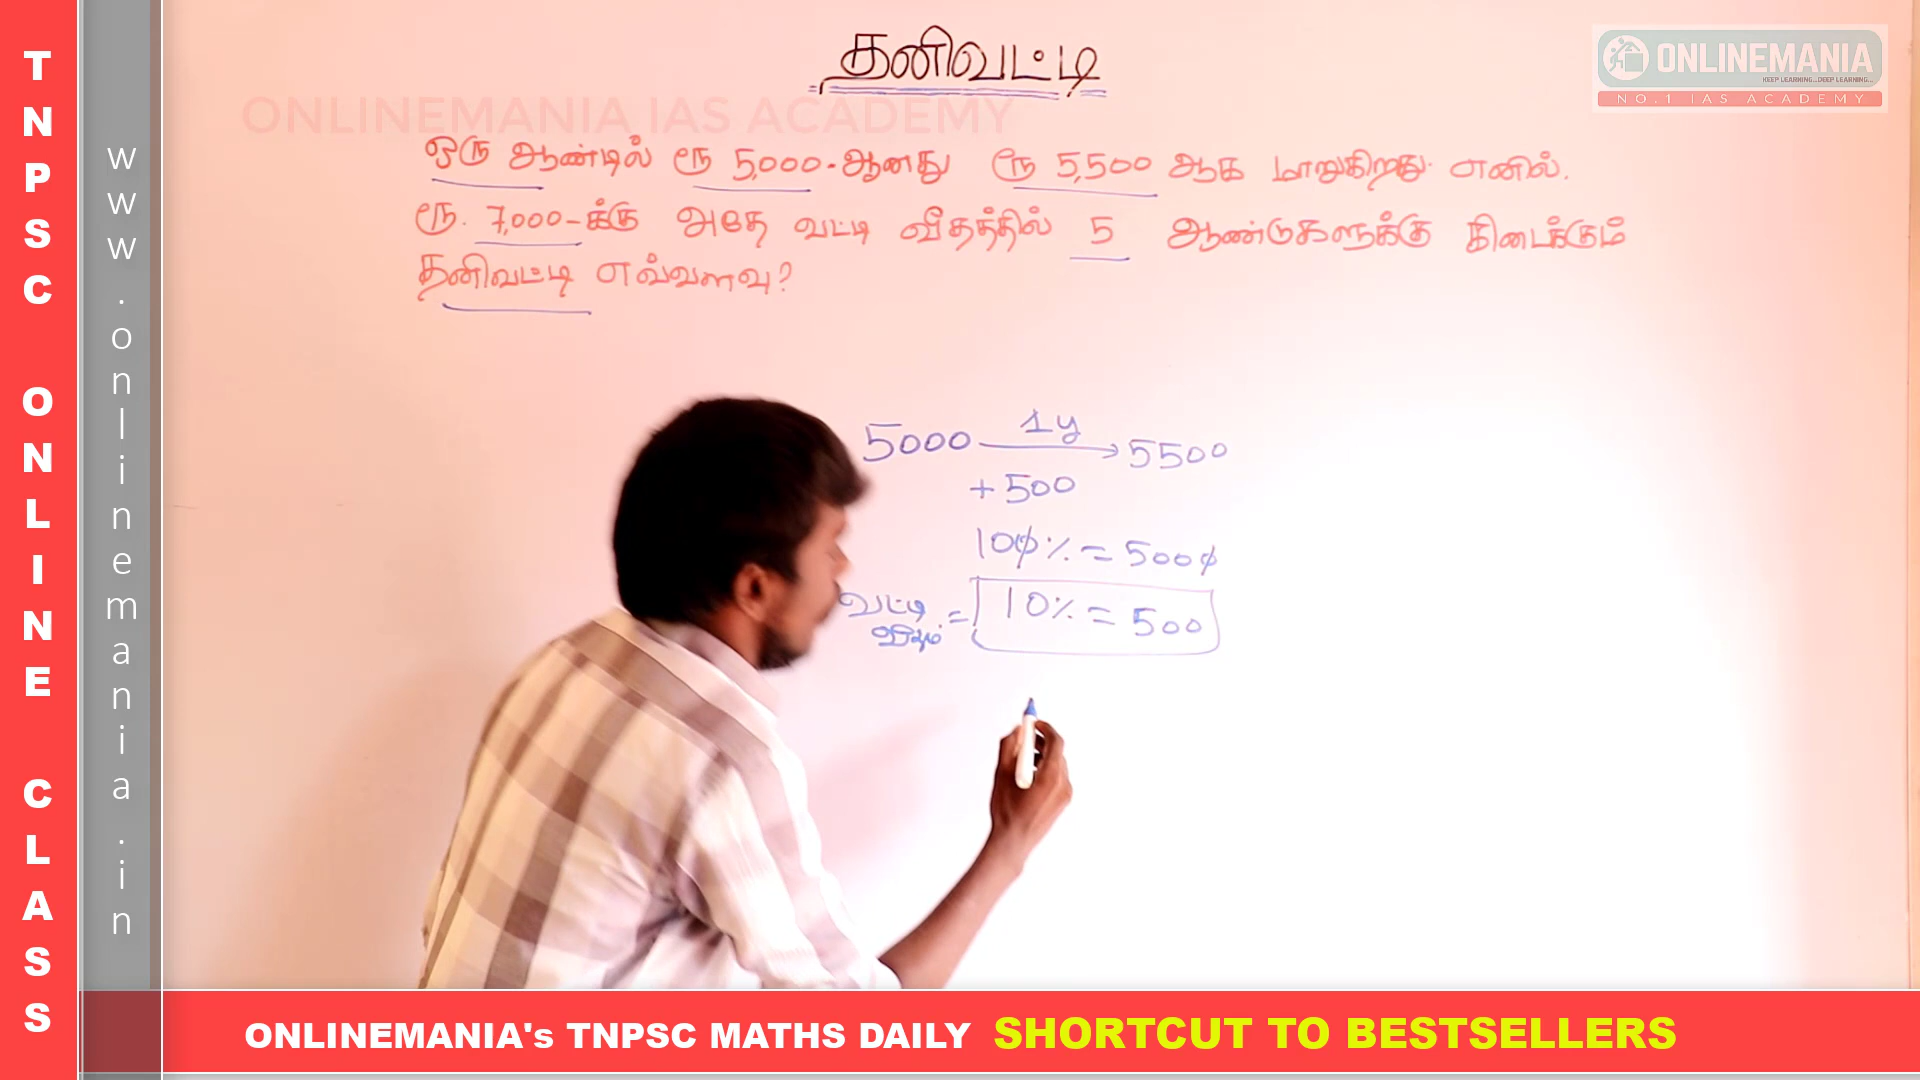 தனிவட்டி
ONLINEMANIA
KEEP LEARNING...DEEP LEARNING...
NO.1 IAS ACADEMY
ONLINEMANIA IAS ACADEMY
ஒரு ஆண்டில் ரூ 5,000-ஆனது ரூ 5,500 ஆக மாறுகிறது எனில்.
ரூ. 7,000-க்கு அதே வட்டி வீதத்தில் 5 ஆண்டுகளுக்கு கிடைக்கும்
தனிவட்டி எவ்வளவு?
5000 1y → 5500
+ 500
100% = 5000
வட்டி = 10% = 500
TNPSC ONLINE CLASS
www.onlinemania.in
ONLINEMANIA's TNPSC MATHS DAILY SHORTCUT TO BESTSELLERS